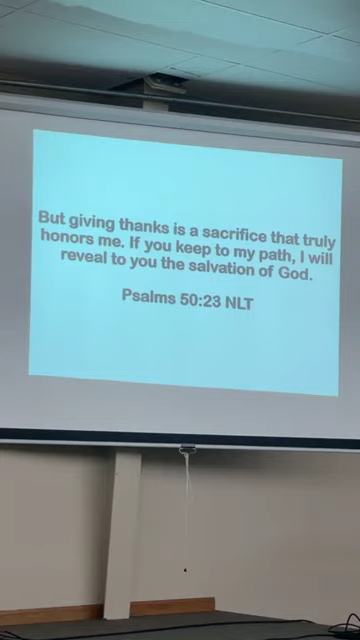 But giving thanks is a sacrifice that truly
honors me. If you keep to my path, I will
reveal to you the salvation of God.
Psalms 50:23 NLT